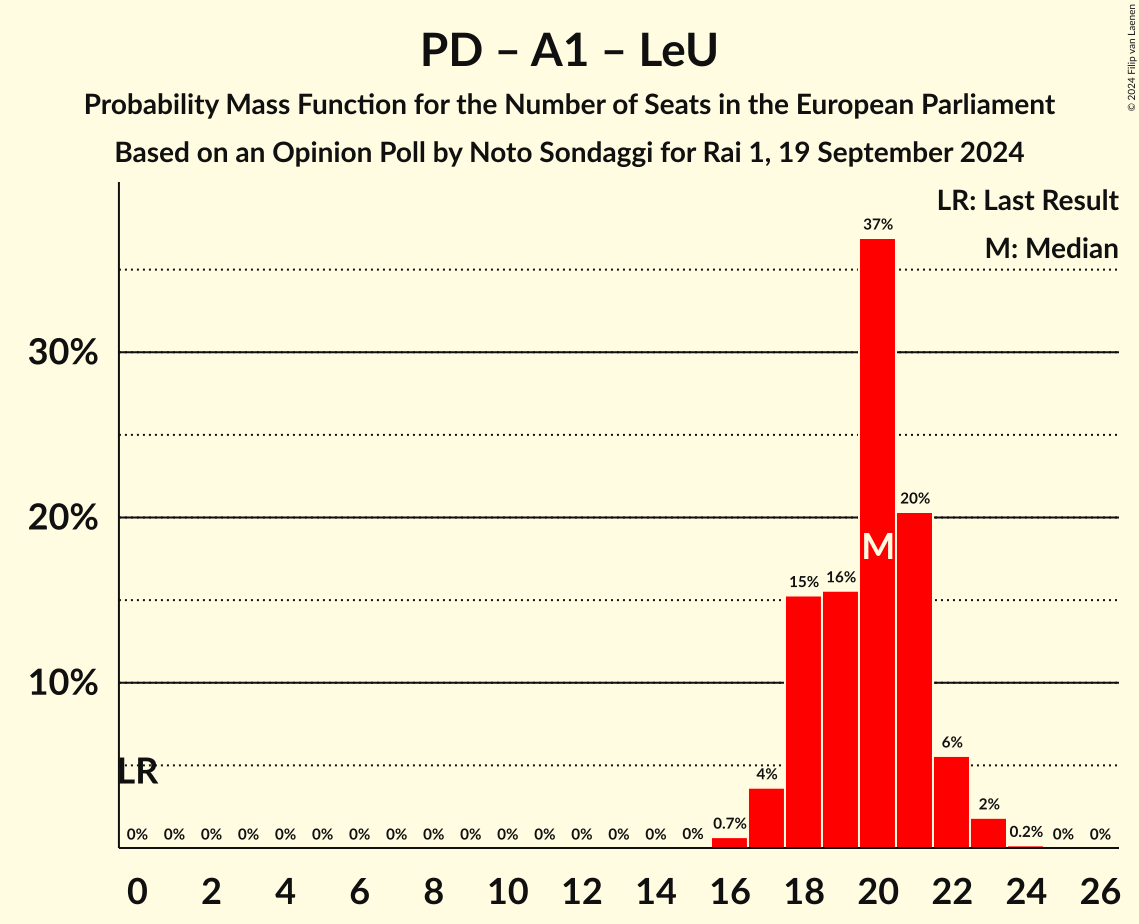 PD – A1 – LeU
Probability Mass Function for the Number of Seats in the European Parliament
Based on an Opinion Poll by Noto Sondaggi for Rai 1, 19 September 2024
© 2024 Filip van Laenen
LR: Last Result
M: Median
37%
30%
20%
20%
M
15% 16%
10%
6%
LR
4%
2%
0% 0% 0% 0% 0% 0% 0% 0% 0% 0% 0% 0% 0% 0% 0% 0% 0.7% 0.2% 0% 0%
0 2 4 6 8 10 12 14 16 18 20 22 24 26